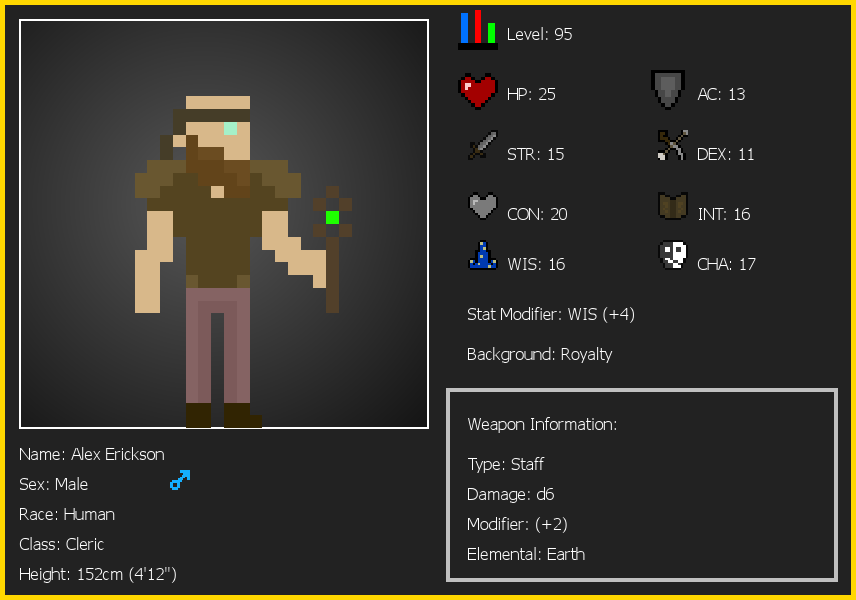 Level: 95
HP: 25
AC: 13
STR: 15
DEX: 11
CON: 20
INT: 16
WIS: 16
CHA: 17
Stat Modifier: WIS (+4)
Background: Royalty
Weapon Information:
Type: Staff
Damage: d6
Modifier: (+2)
Elemental: Earth
Name: Alex Erickson
Sex: Male
Race: Human
Class: Cleric
Height: 152cm (4'12")